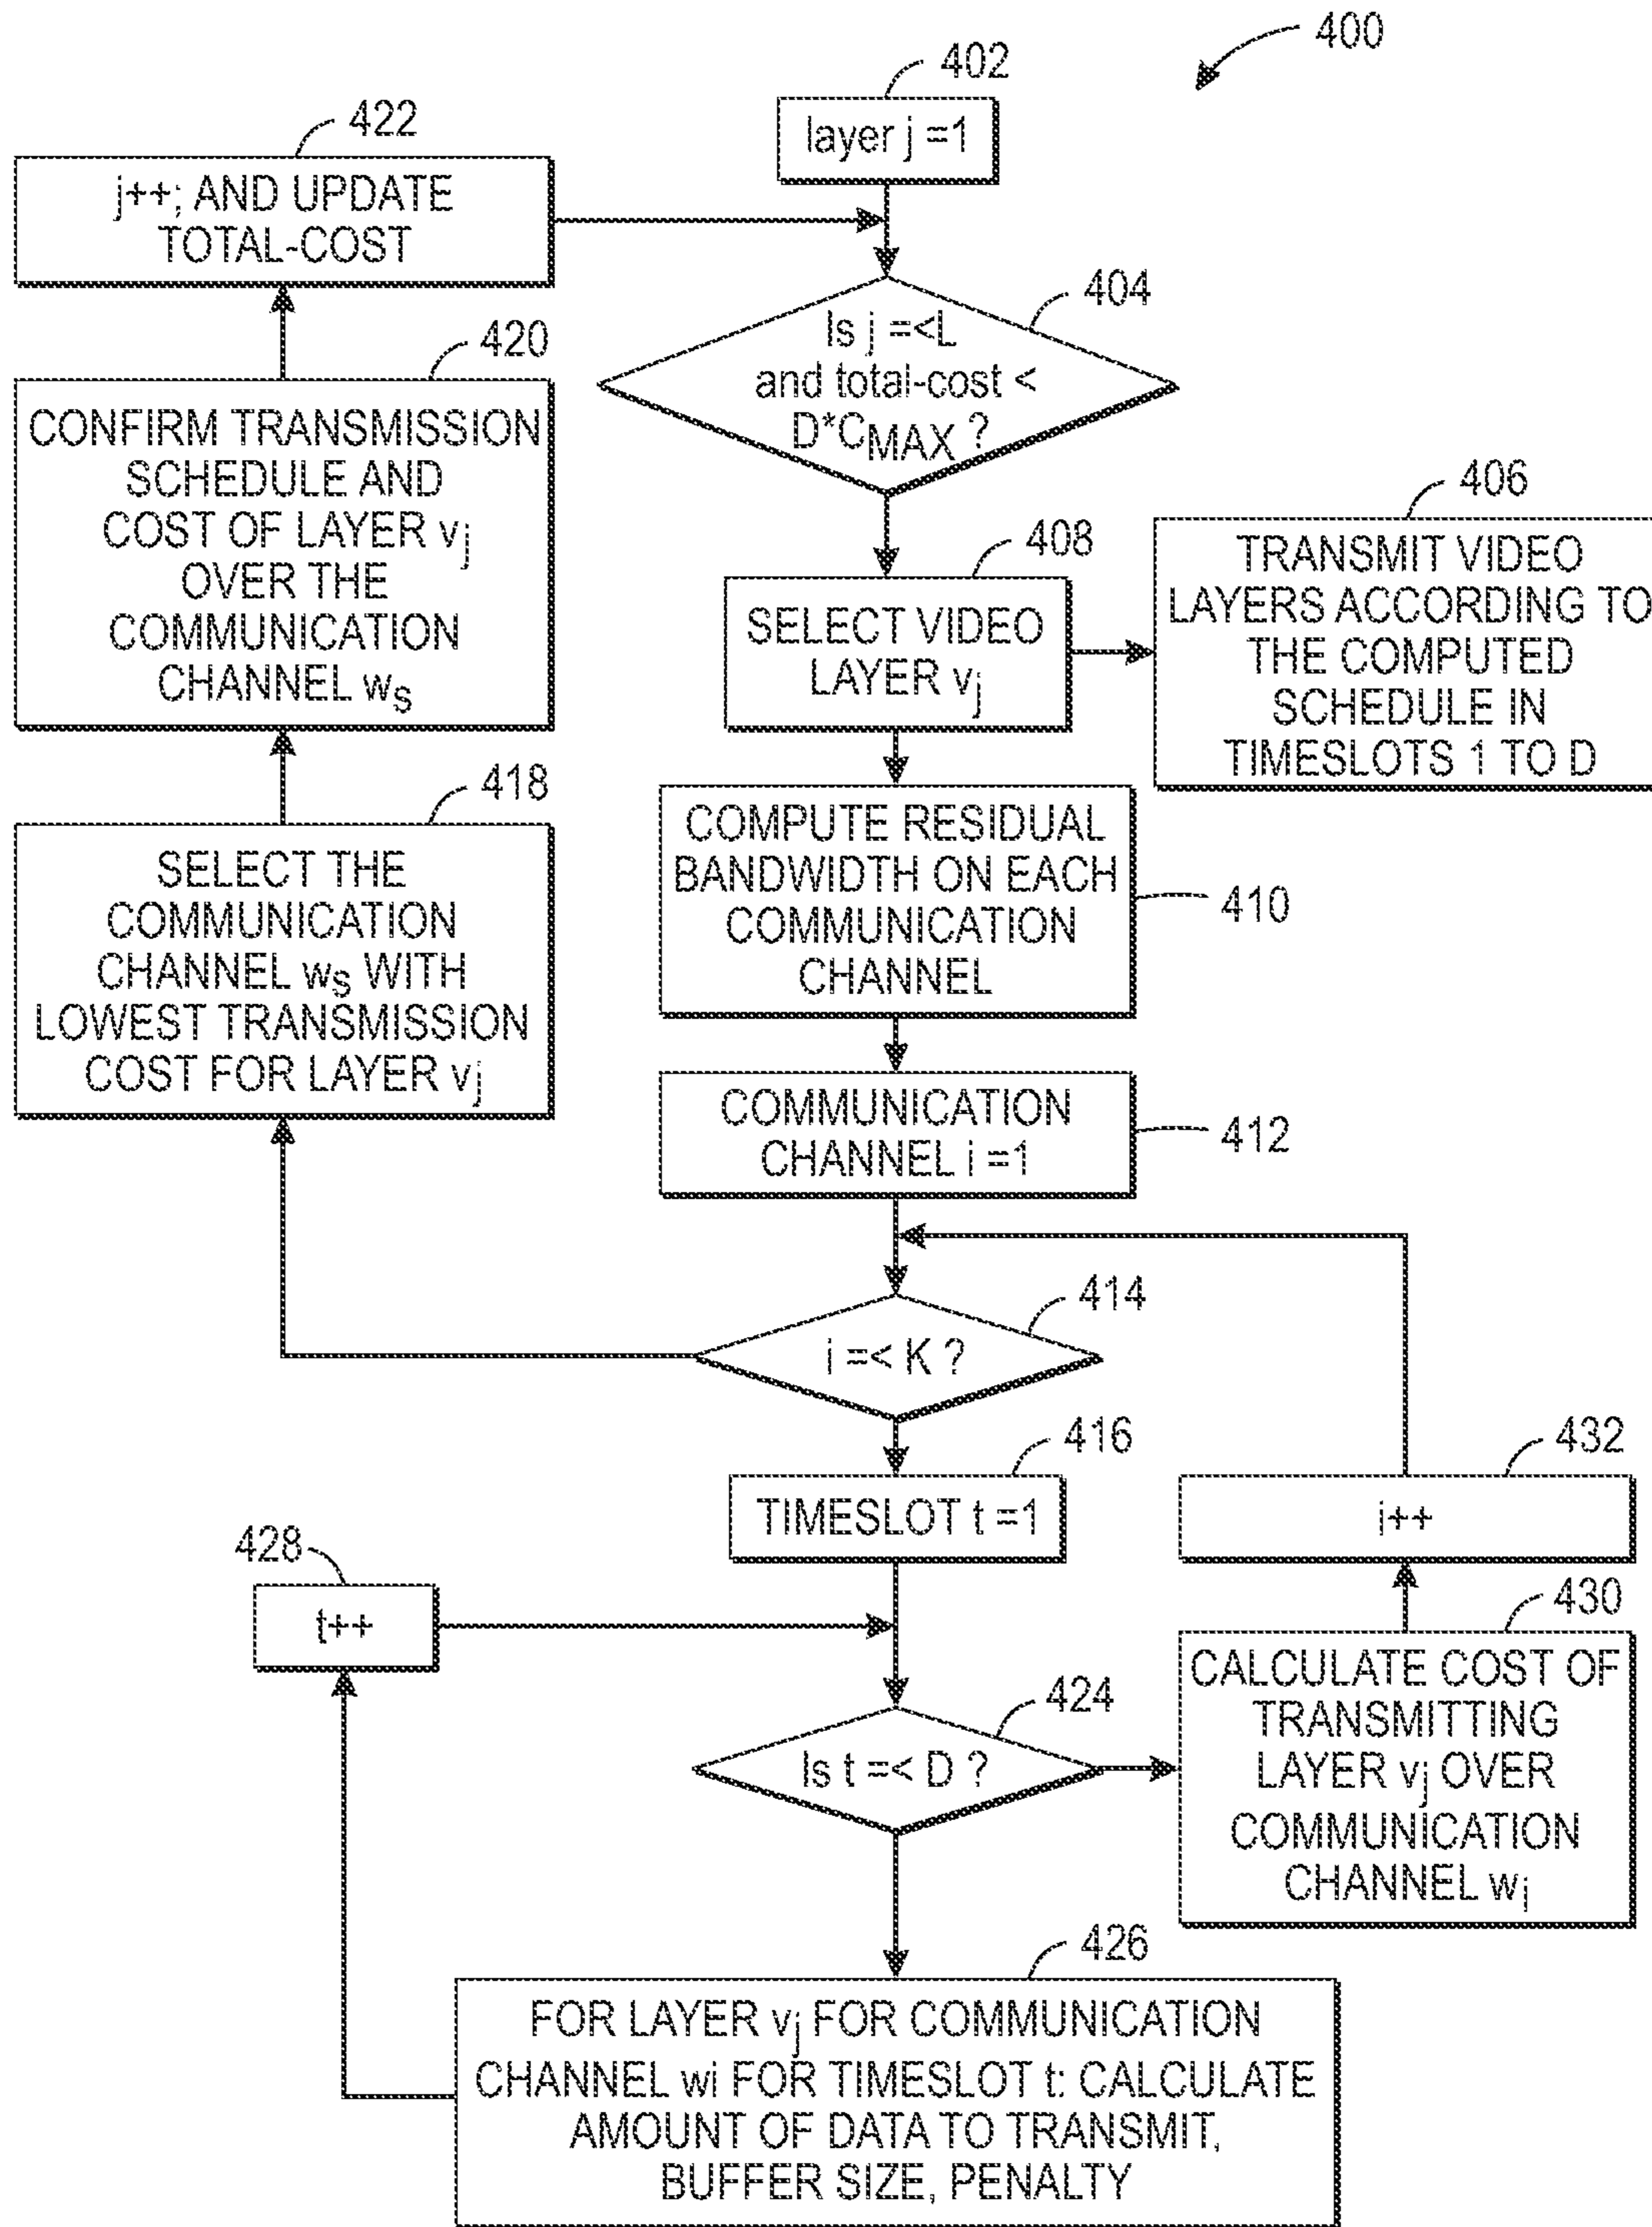 400
402
layer j =1
422
j++; AND UPDATE
TOTAL-COST
404
Is j =<L
and total-cost <
D*CMAX ?
420
CONFIRM TRANSMISSION
SCHEDULE AND
COST OF LAYER vj
OVER THE
COMMUNICATION
CHANNEL ws
406
TRANSMIT VIDEO
LAYERS ACCORDING TO
THE COMPUTED
SCHEDULE IN
TIMESLOTS 1 TO D
408
SELECT VIDEO
LAYER vj
418
SELECT THE
COMMUNICATION
CHANNEL ws WITH
LOWEST TRANSMISSION
COST FOR LAYER vj
COMPUTE RESIDUAL
BANDWIDTH ON EACH
COMMUNICATION
CHANNEL
410
COMMUNICATION
CHANNEL i =1
412
414
i =< K ?
416
TIMESLOT t =1
432
i++
428
t++
424
Is t =< D ?
430
CALCULATE COST OF
TRANSMITTING
LAYER vj OVER
COMMUNICATION
CHANNEL wi
426
FOR LAYER vj FOR COMMUNICATION
CHANNEL wi FOR TIMESLOT t: CALCULATE
AMOUNT OF DATA TO TRANSMIT,
BUFFER SIZE, PENALTY